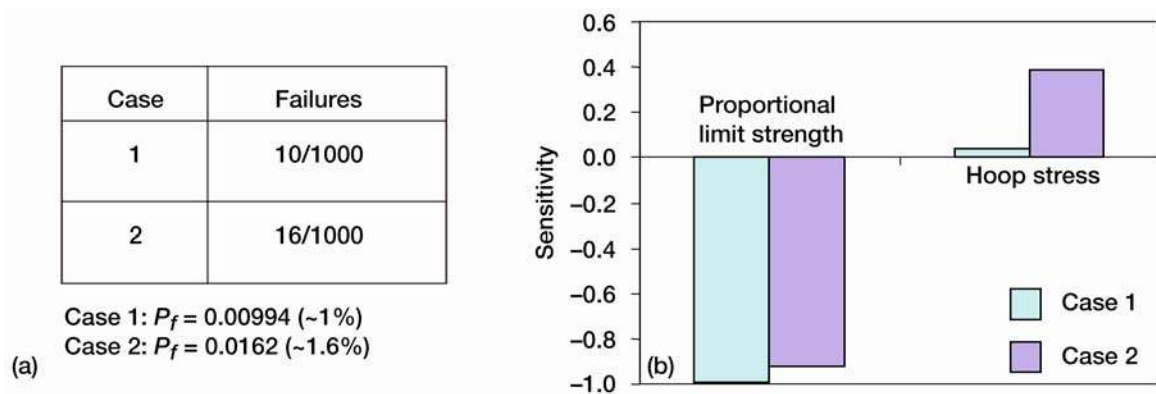 Case Failures
1 10/1000
2 16/1000
Case 1: Pf = 0.00994 (~1%)
Case 2: Pf = 0.0162 (~1.6%)
(a)
0.6
0.4
0.2
0.0
−0.2
−0.4
−0.6
−0.8
−1.0
Sensitivity
Proportional
limit strength
Hoop stress
Case 1
Case 2
(b)